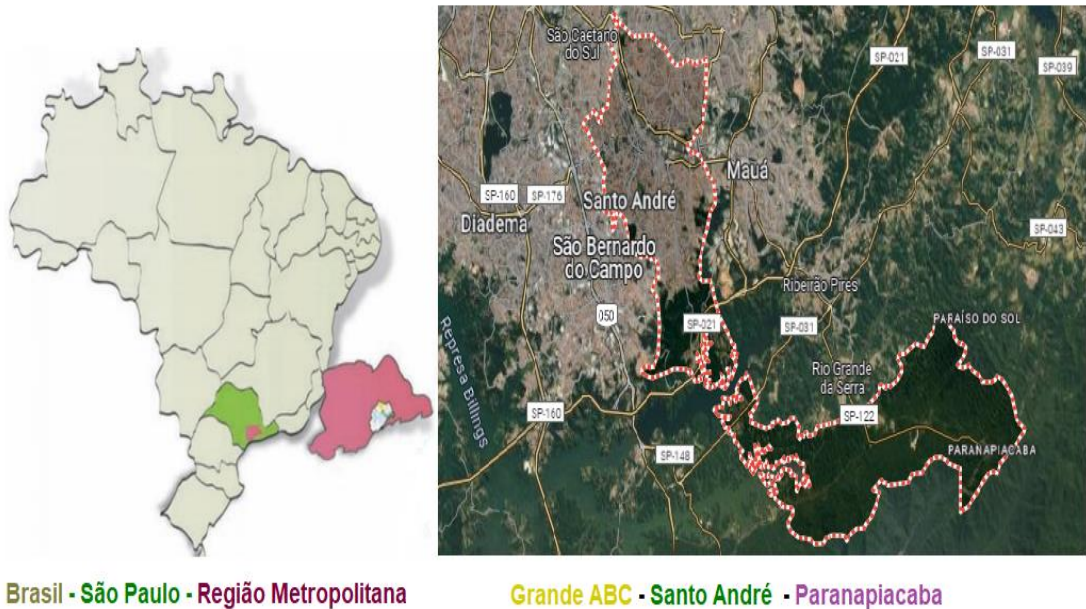 São Caetano
do Sul
SP-021
SP-031
SP-039
Mauá
SP-160
SP-176
Santo André
Diadema
SP-043
São Bernardo
do Campo
Ribeirão Pires
050
SP-021
SP-031
PARAÍSO DO SOL
Represa Billings
Rio Grande
da Serra
SP-160
SP-122
SP-148
PARANAPIACABA
Brasil - São Paulo - Região Metropolitana
Grande ABC - Santo André - Paranapiacaba